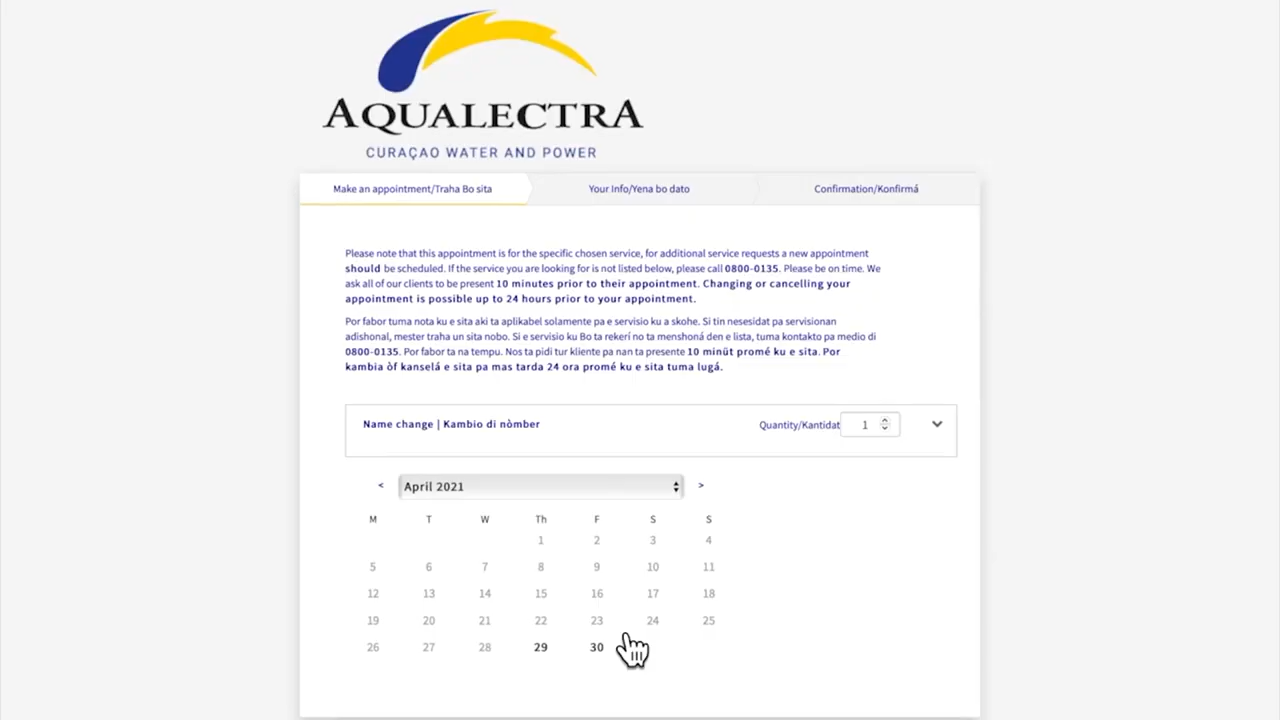 AQUALECTRA
CURAÇAO WATER AND POWER
Make an appointment/Traha Bo sita
Your Info/Yena bo dato
Confirmation/Konfirmá
Please note that this appointment is for the specific chosen service, for additional service requests a new appointment
should be scheduled. If the service you are looking for is not listed below, please call 0800-0135. Please be on time. We
ask all of our clients to be present 10 minutes prior to their appointment. Changing or cancelling your
appointment is possible up to 24 hours prior to your appointment.
Por fabor tuma nota ku e sita aki ta aplikabel solamente pa e servisio ku a skohe. Si tin nesesidat pa servisionan
adishonal, mester traha un sita nobo. Si e servisio ku Bo ta rekerí no ta menshoná den e lista, tuma kontakto pa medio di
0800-0135. Por fabor ta na tempu. Nos ta pidi tur kliente pa nan ta presente 10 minüt promé ku e sita. Por
kambia òf kanselá e sita pa mas tarda 24 ora promé ku e sita tuma lugá.
Name change | Kambio di nòmber
Quantity/Kantidat 1
< April 2021 >
M T W Th F S S
1 2 3 4
5 6 7 8 9 10 11
12 13 14 15 16 17 18
19 20 21 22 23 24 25
26 27 28 29 30